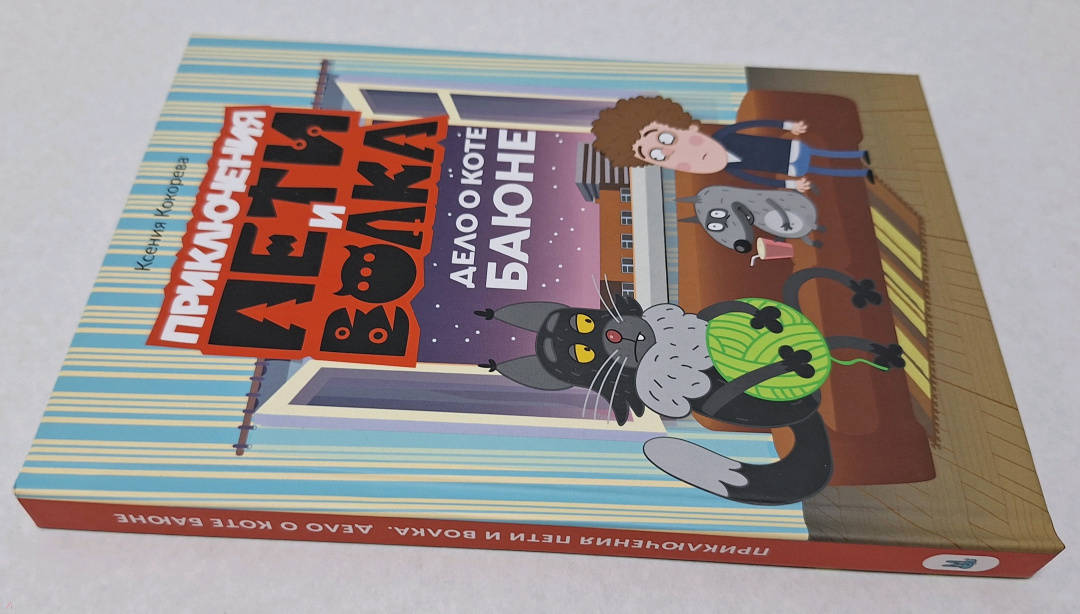 Ксения Кокорева
ПРИКЛЮЧЕНИЯ
ПЕТИ
И
ВОЛКА
ДЕЛО О КОТЕ
БАЮНЕ
ПРИКЛЮЧЕНИЯ ПЕТИ И ВОЛКА. ДЕЛО О КОТЕ БАЮНЕ